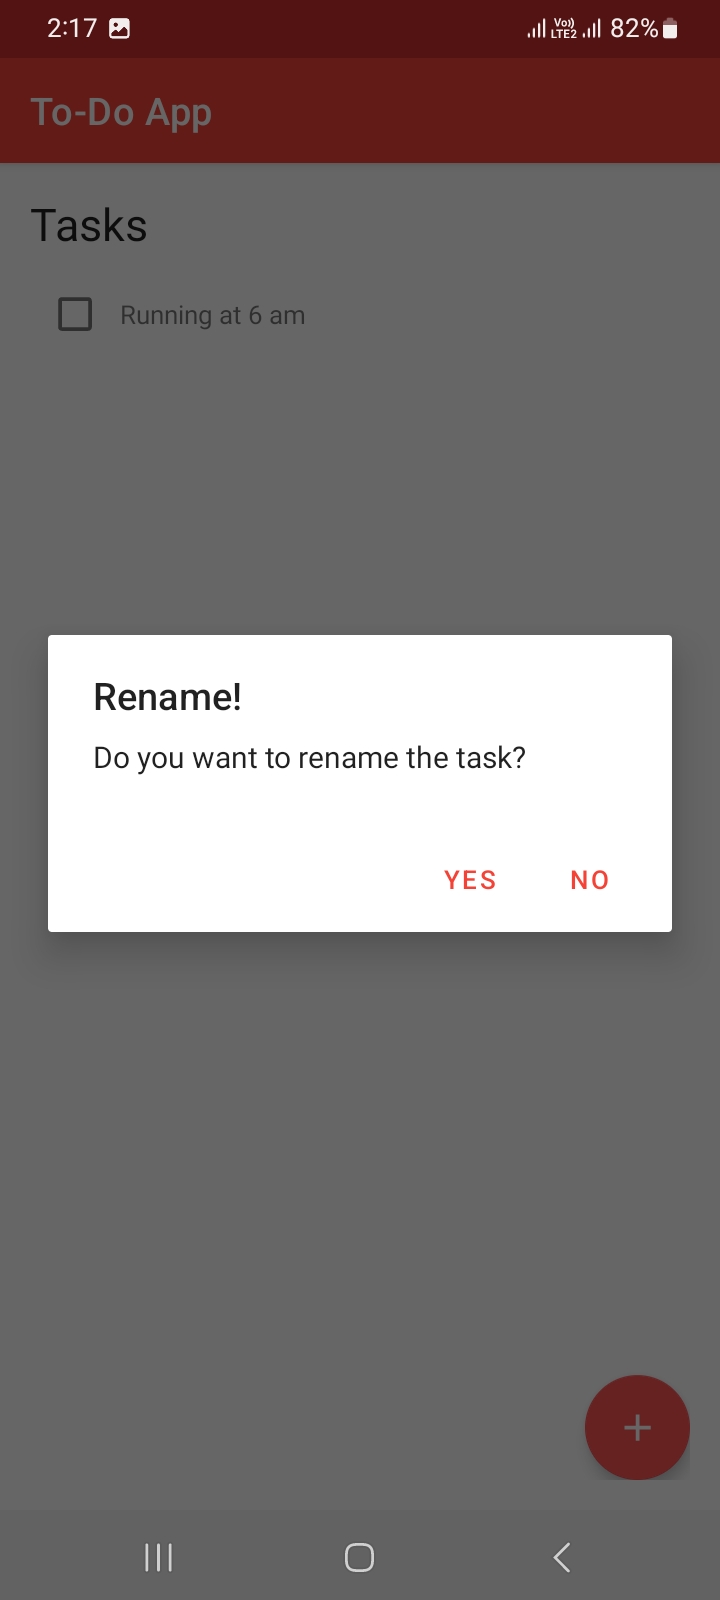 2:17 Vo)) LTE2 82%
To-Do App
Tasks
Running at 6 am
Rename!
Do you want to rename the task?
YES NO
+